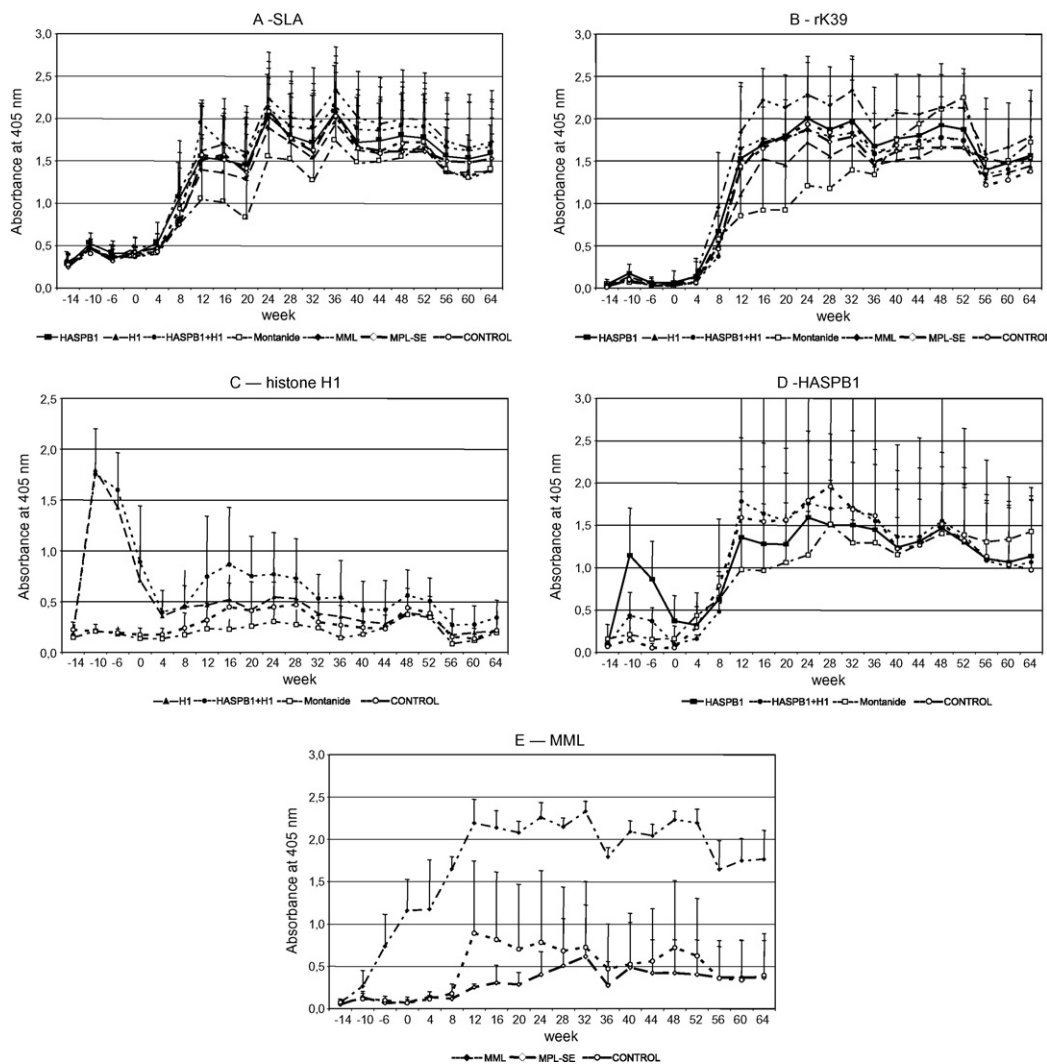 A -SLA
Absorbance at 405 nm
3,0
2,5
2,0
1,5
1,0
0,5
0,0
-14 -10 -6 0 4 8 12 16 20 24 28 32 36 40 44 48 52 56 60 64
week
HASPB1 H1 HASPB1+H1 Montanide MML MPL-SE CONTROL
B - rK39
Absorbance at 405 nm
3,0
2,5
2,0
1,5
1,0
0,5
0,0
-14 -10 -6 0 4 8 12 16 20 24 28 32 36 40 44 48 52 56 60 64
week
HASPB1 H1 HASPB1+H1 Montanide MML MPL-SE CONTROL
C — histone H1
Absorbance at 405 nm
2,5
2,0
1,5
1,0
0,5
0,0
-14 -10 -6 0 4 8 12 16 20 24 28 32 36 40 44 48 52 56 60 64
week
H1 HASPB1+H1 Montanide CONTROL
D -HASPB1
Absorbance at 405 nm
3,0
2,5
2,0
1,5
1,0
0,5
0,0
-14 -10 -6 0 4 8 12 16 20 24 28 32 36 40 44 48 52 56 60 64
week
HASPB1 HASPB1+H1 Montanide CONTROL
E — MML
Absorbance at 405 nm
3,0
2,5
2,0
1,5
1,0
0,5
0,0
-14 -10 -6 0 4 8 12 16 20 24 28 32 36 40 44 48 52 56 60 64
week
MML MPL-SE CONTROL